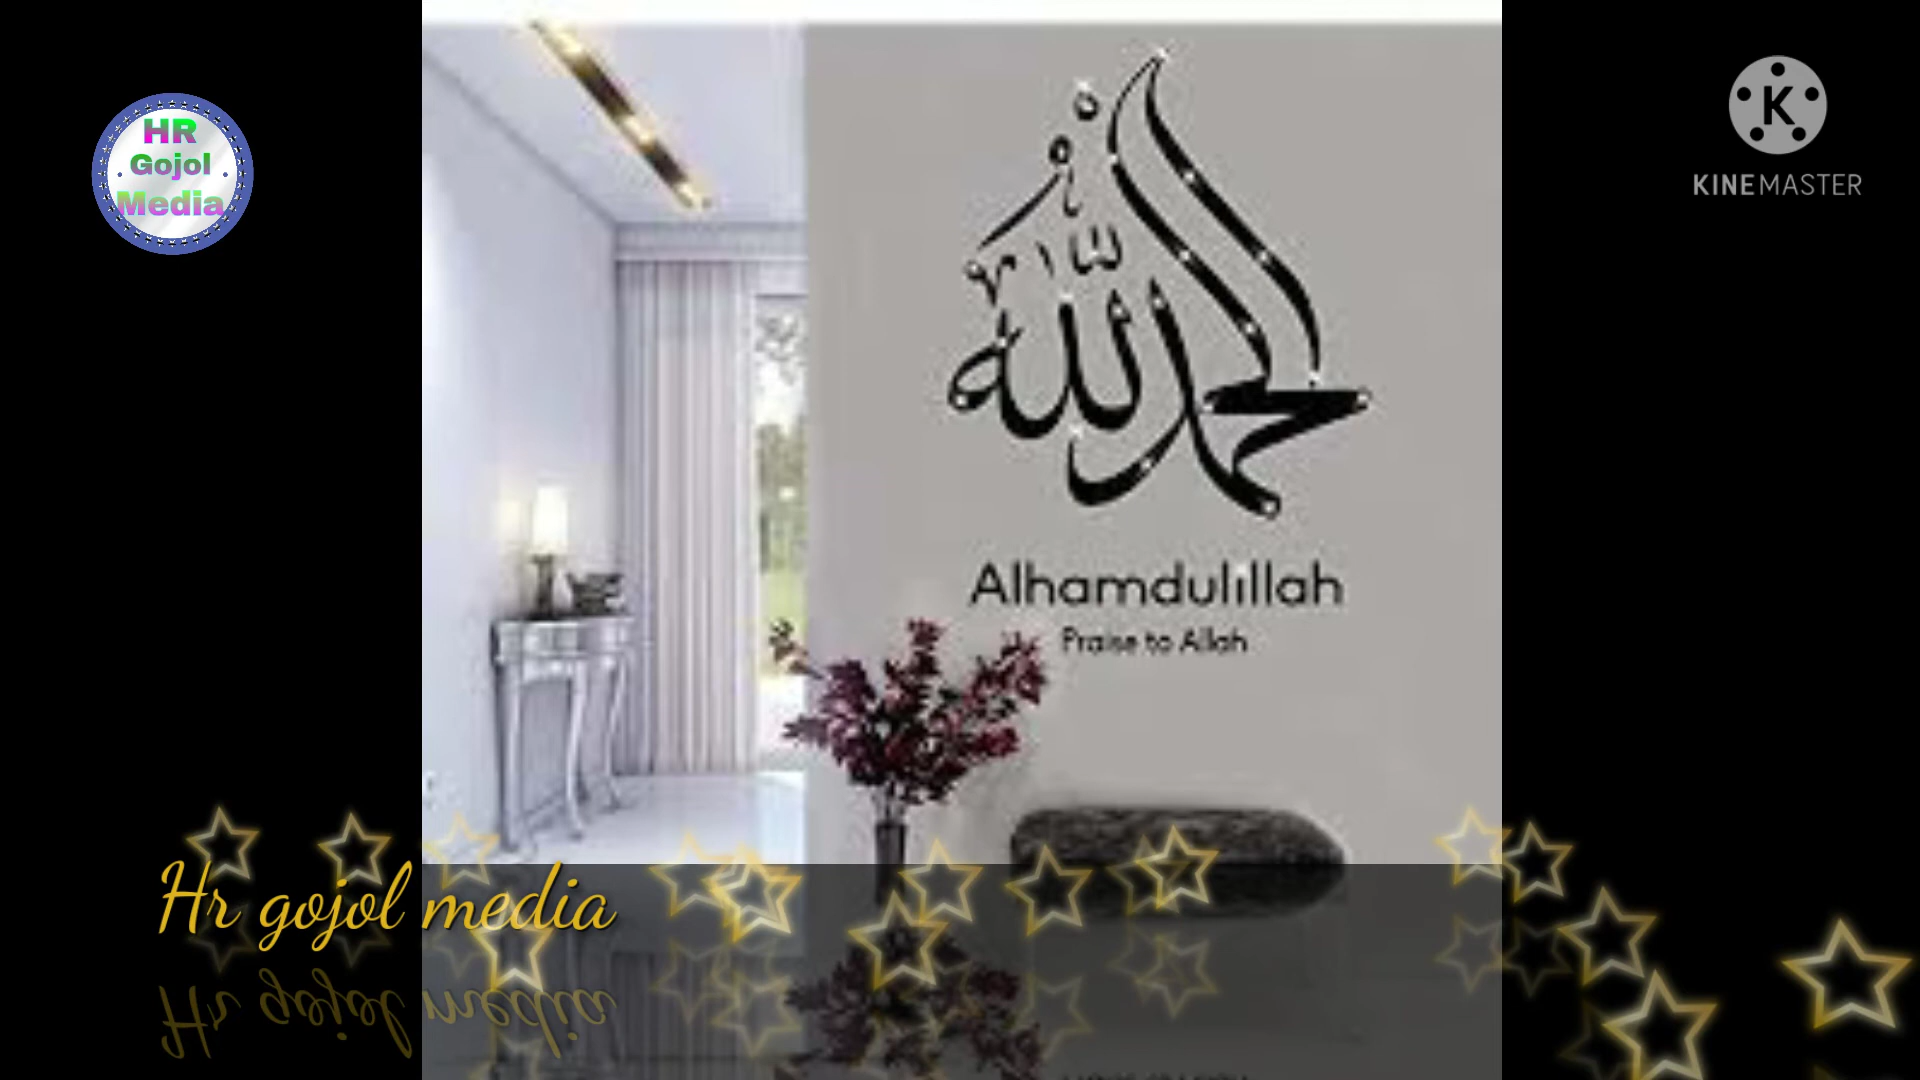 HR
Gojol
Media
K
KINEMASTER
الحمد لله
Alhamdulillah
Praise to Allah
Hr gojol media